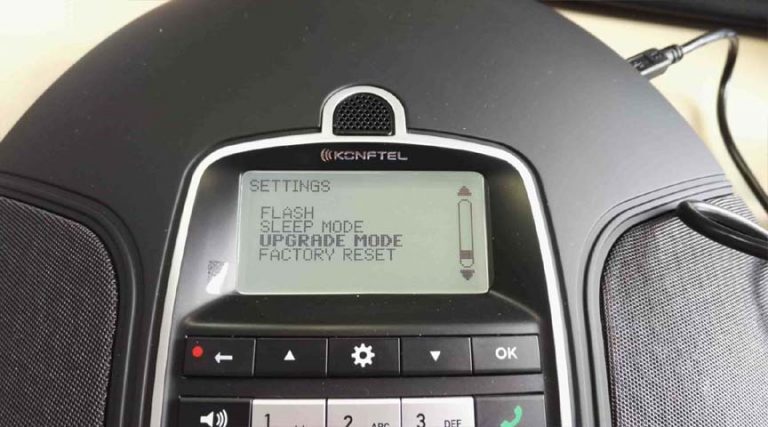 KONFTEL
SETTINGS
FLASH
SLEEP MODE
UPGRADE MODE
FACTORY RESET
OK
1 2 ABC 3 DEF